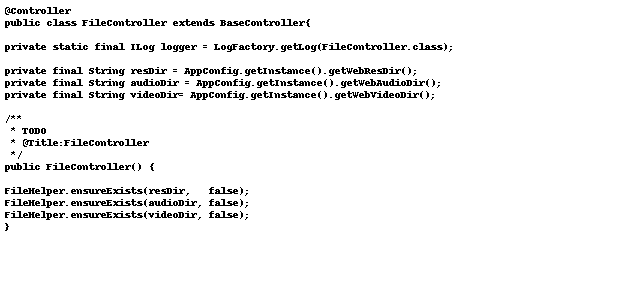 @Controller
public class FileController extends BaseController{
private static final ILog logger = LogFactory.getLog(FileController.class);
private final String resDir = AppConfig.getInstance().getWebResDir();
private final String audioDir = AppConfig.getInstance().getWebAudioDir();
private final String videoDir= AppConfig.getInstance().getWebVideoDir();
/**
 * TODO
 * @Title:FileController
 */
public FileController() {
FileHelper.ensureExists(resDir,   false);
FileHelper.ensureExists(audioDir, false);
FileHelper.ensureExists(videoDir, false);
}